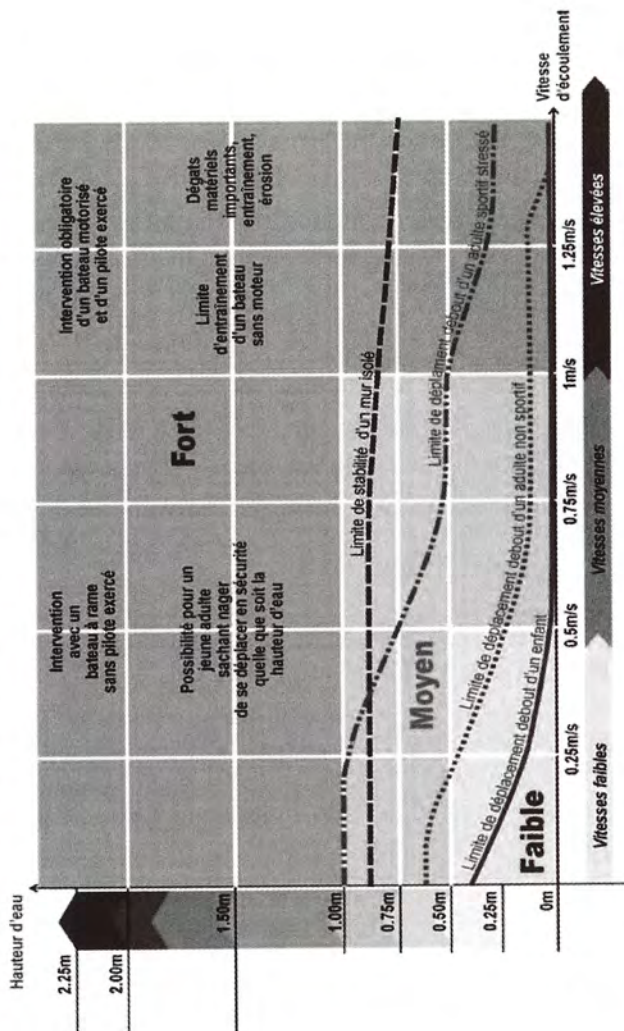 Hauteur d'eau
2.25m
2.00m
1.50m
1.00m
0.75m
0.50m
0.25m
0m
Intervention
avec un
bateau à rame
sans pilote exercé
Intervention obligatoire
d'un bateau motorisé
et d'un pilote exercé
Fort
Possibilité pour un
jeune adulte
sachant nager
de se déplacer en sécurité
quelle que soit la
hauteur d'eau
Limite
d'entraînement
d'un bateau
sans moteur
Dégats
matériels
importants,
entraînement,
érosion
Limite de stabilité d'un mur isolé
Moyen
Limite de déplament debout d'un adulte sportif stressé
Limite de déplacement debout d'un adulte non sportif
Limite de déplacement debout d'un enfant
Faible
0.25m/s
0.5m/s
0.75m/s
1m/s
1.25m/s
Vitesse
d'écoulement
Vitesses faibles
Vitesses moyennes
Vitesses élevées